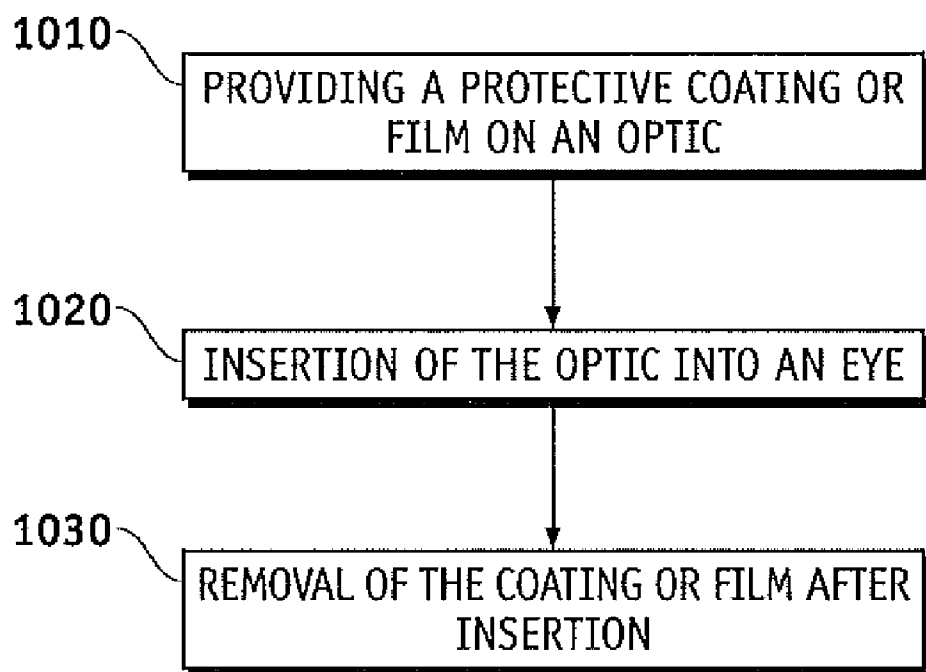 1010
PROVIDING A PROTECTIVE COATING OR
FILM ON AN OPTIC
1020
INSERTION OF THE OPTIC INTO AN EYE
1030
REMOVAL OF THE COATING OR FILM AFTER
INSERTION